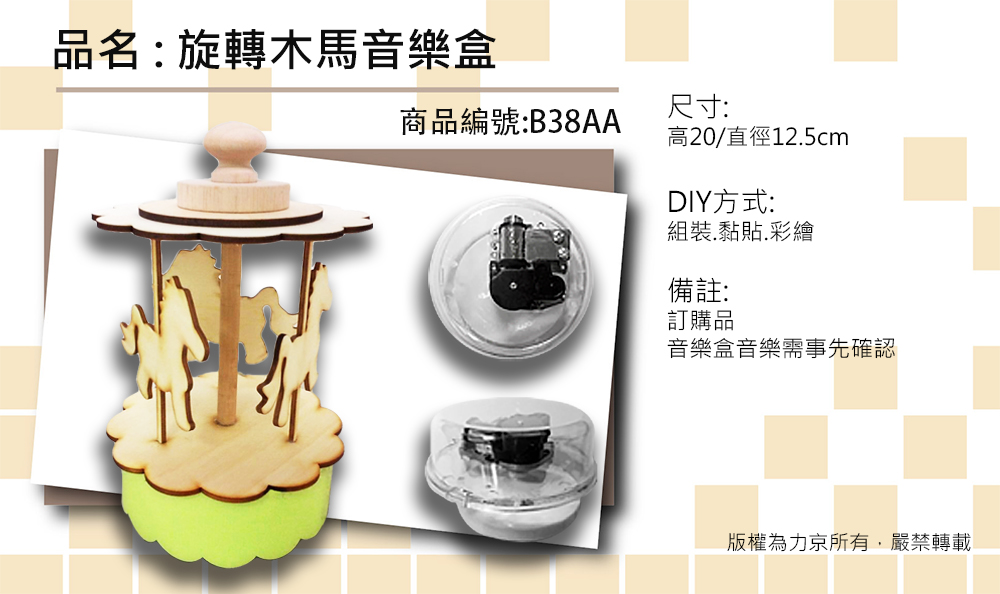 品名 : 旋轉木馬音樂盒
商品編號:B38AA
尺寸:
高20/直徑12.5cm
DIY方式:
組裝.黏貼.彩繪
備註:
訂購品
音樂盒音樂需事先確認
版權為力京所有，嚴禁轉載